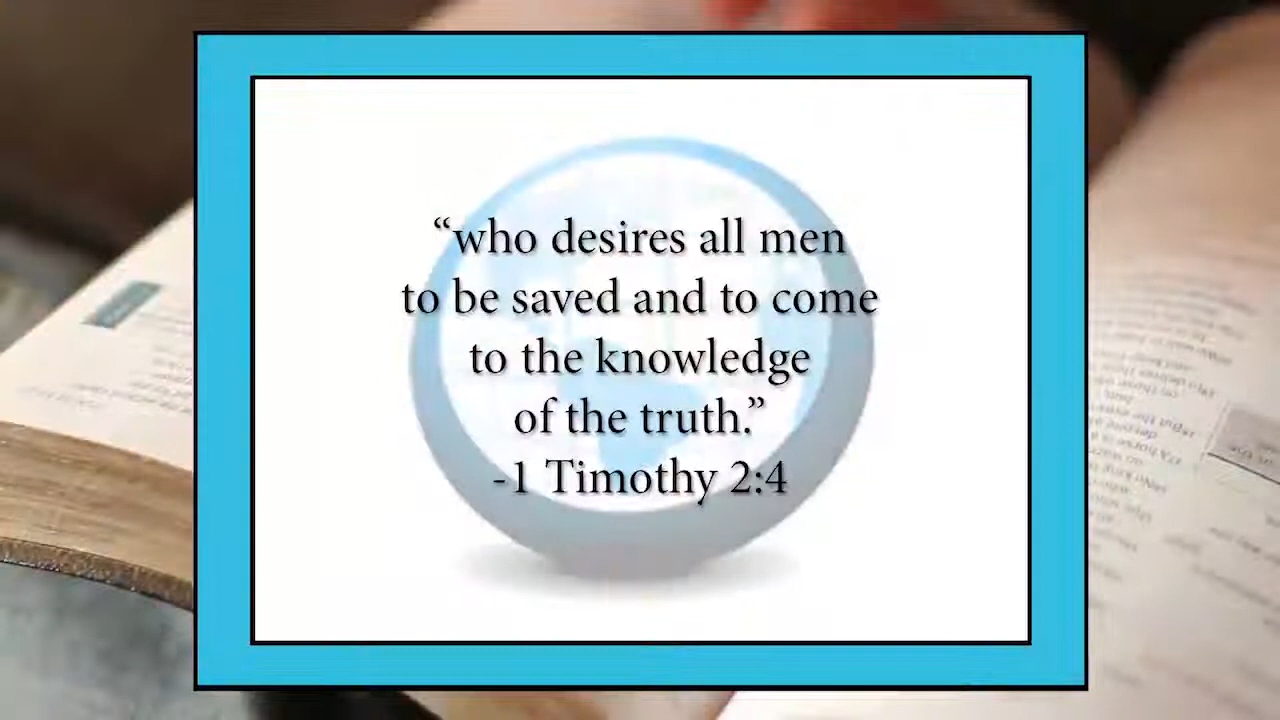 “who desires all men
to be saved and to come
to the knowledge
of the truth.”
-1 Timothy 2:4